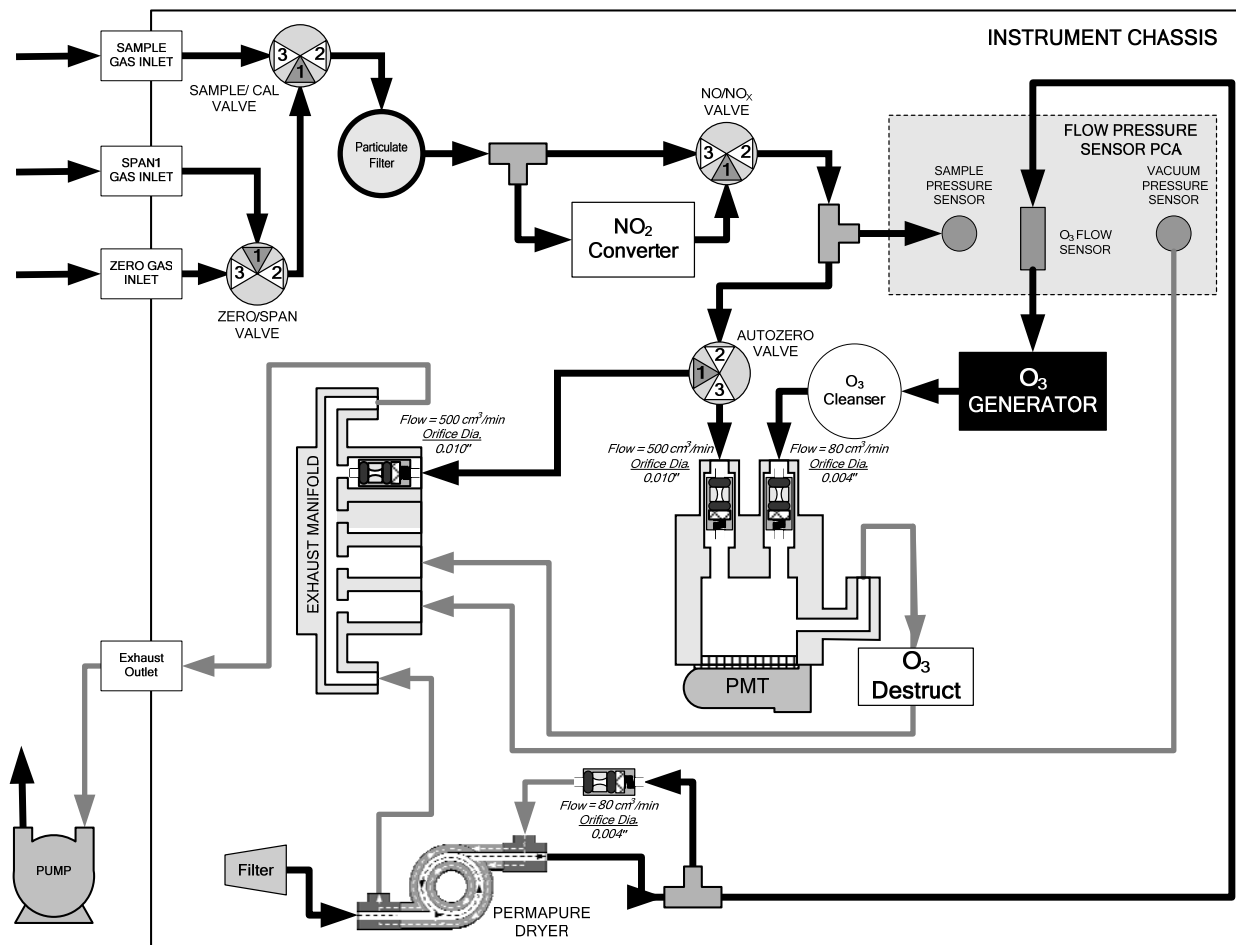 INSTRUMENT CHASSIS
SAMPLE
GAS INLET
3
2
1
SAMPLE/ CAL
VALVE
SPAN1
GAS INLET
ZERO GAS
INLET
1
3
2
ZERO/SPAN
VALVE
Particulate
Filter
NO/NOX
VALVE
3
2
1
NO2
Converter
FLOW PRESSURE
SENSOR PCA
SAMPLE
PRESSURE
SENSOR
O3 FLOW
SENSOR
VACUUM
PRESSURE
SENSOR
AUTOZERO
VALVE
2
1
3
O3
Cleanser
O3
GENERATOR
Flow = 500 cm3/min
Orifice Dia.
0.010"
Flow = 500 cm3/min
Orifice Dia.
0.010"
Flow = 80 cm3/min
Orifice Dia.
0.004"
EXHAUST MANIFOLD
Exhaust
Outlet
PMT
O3
Destruct
Flow = 80 cm3/min
Orifice Dia.
0.004"
PUMP
Filter
PERMAPURE
DRYER